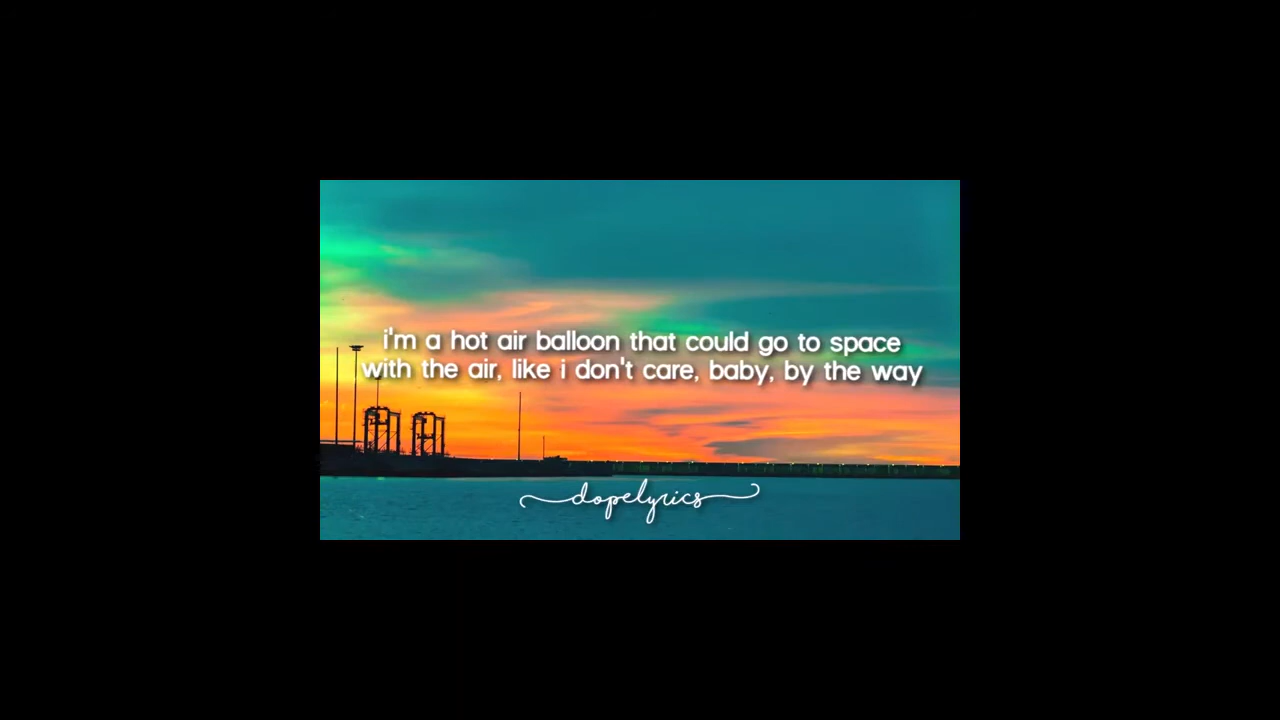 i'm a hot air balloon that could go to space
with the air, like i don't care, baby, by the way
dopelyrics